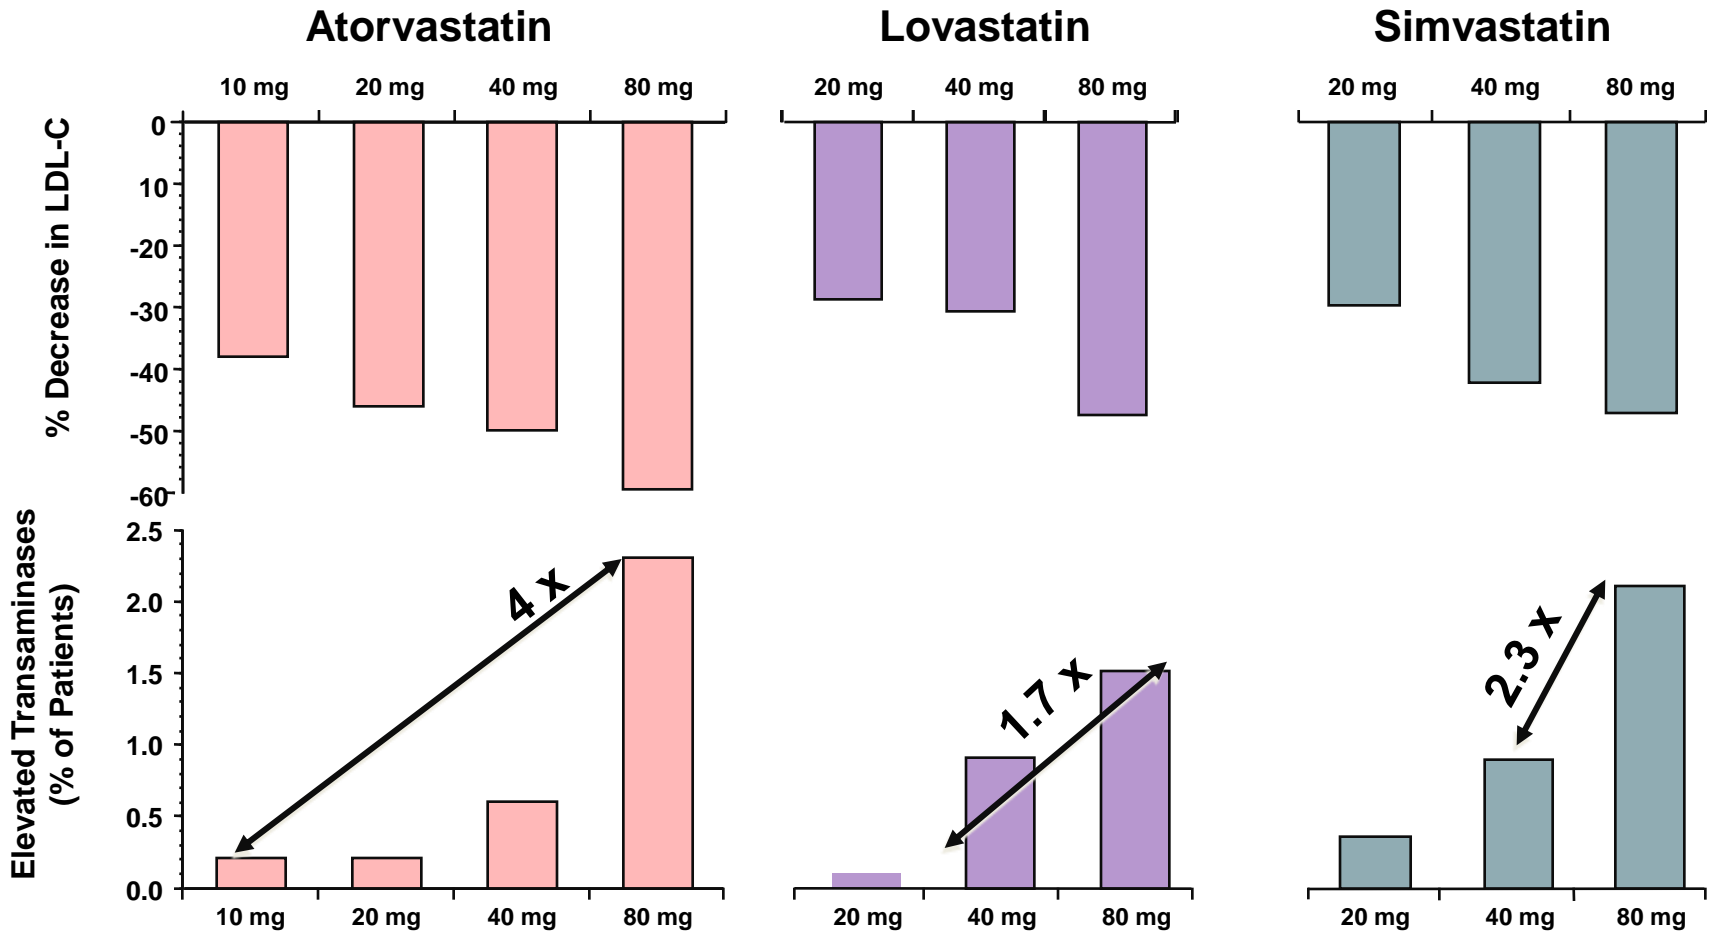 Atorvastatin
Lovastatin
Simvastatin
10 mg 20 mg 40 mg 80 mg
20 mg 40 mg 80 mg
20 mg 40 mg 80 mg
% Decrease in LDL-C
0
10
-20
-30
-40
-50
-60
Elevated Transaminases
(% of Patients)
2.5
2.0
1.5
1.0
0.5
0.0
4 x
1.7 x
2.3 x
10 mg 20 mg 40 mg 80 mg
20 mg 40 mg 80 mg
20 mg 40 mg 80 mg